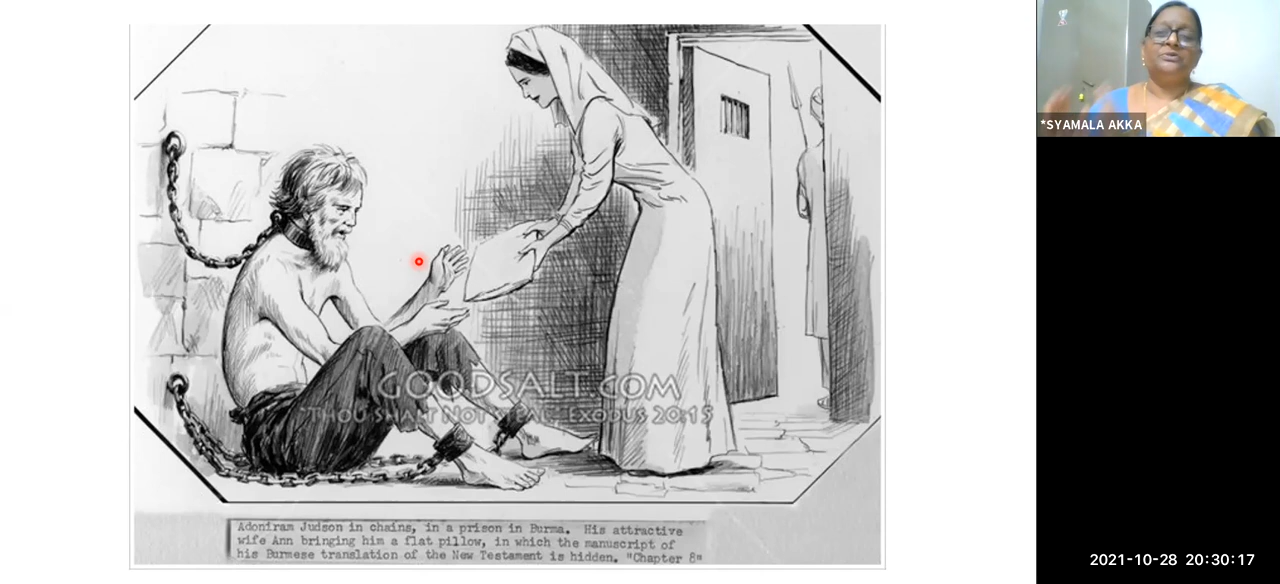 *SYAMALA AKKA
GOODSALT.COM
"THOU SHALT NOT STEAL" EXODUS 20:15
Adoniram Judson in chains, in a prison in Burma. His attractive
wife Ann bringing him a flat pillow, in which the manuscript of
his Burmese translation of the New Testament is hidden. "Chapter 8"
2021-10-28 20:30:17